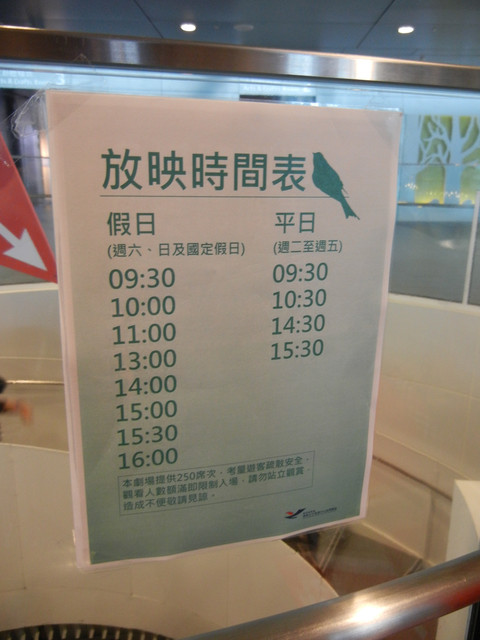 放映時間表
假日
(週六、日及國定假日)
09:30
10:00
11:00
13:00
14:00
15:00
15:30
16:00
平日
(週二至週五)
09:30
10:30
14:30
15:30
本劇場提供250席次，考量遊客疏散安全，
觀看人數額滿即限制入場，請勿站立觀賞，
造成不便敬請見諒。